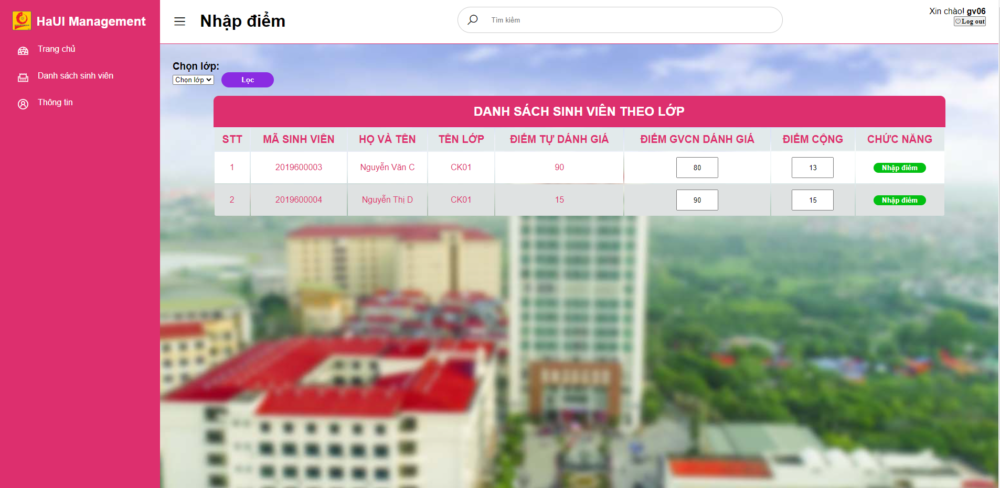 HaUI Management
Trang chủ
Danh sách sinh viên
Thông tin
Nhập điểm
Tìm kiếm
Xin chào! gv06
Log out
Chọn lớp:
Chọn lớp
Lọc
DANH SÁCH SINH VIÊN THEO LỚP
STT MÃ SINH VIÊN HỌ VÀ TÊN TÊN LỚP ĐIỂM TỰ DÁNH GIÁ ĐIỂM GVCN DÁNH GIÁ ĐIỂM CỘNG CHỨC NĂNG
1 2019600003 Nguyễn Văn C CK01 90 80 13 Nhập điểm
2 2019600004 Nguyễn Thị D CK01 15 90 15 Nhập điểm